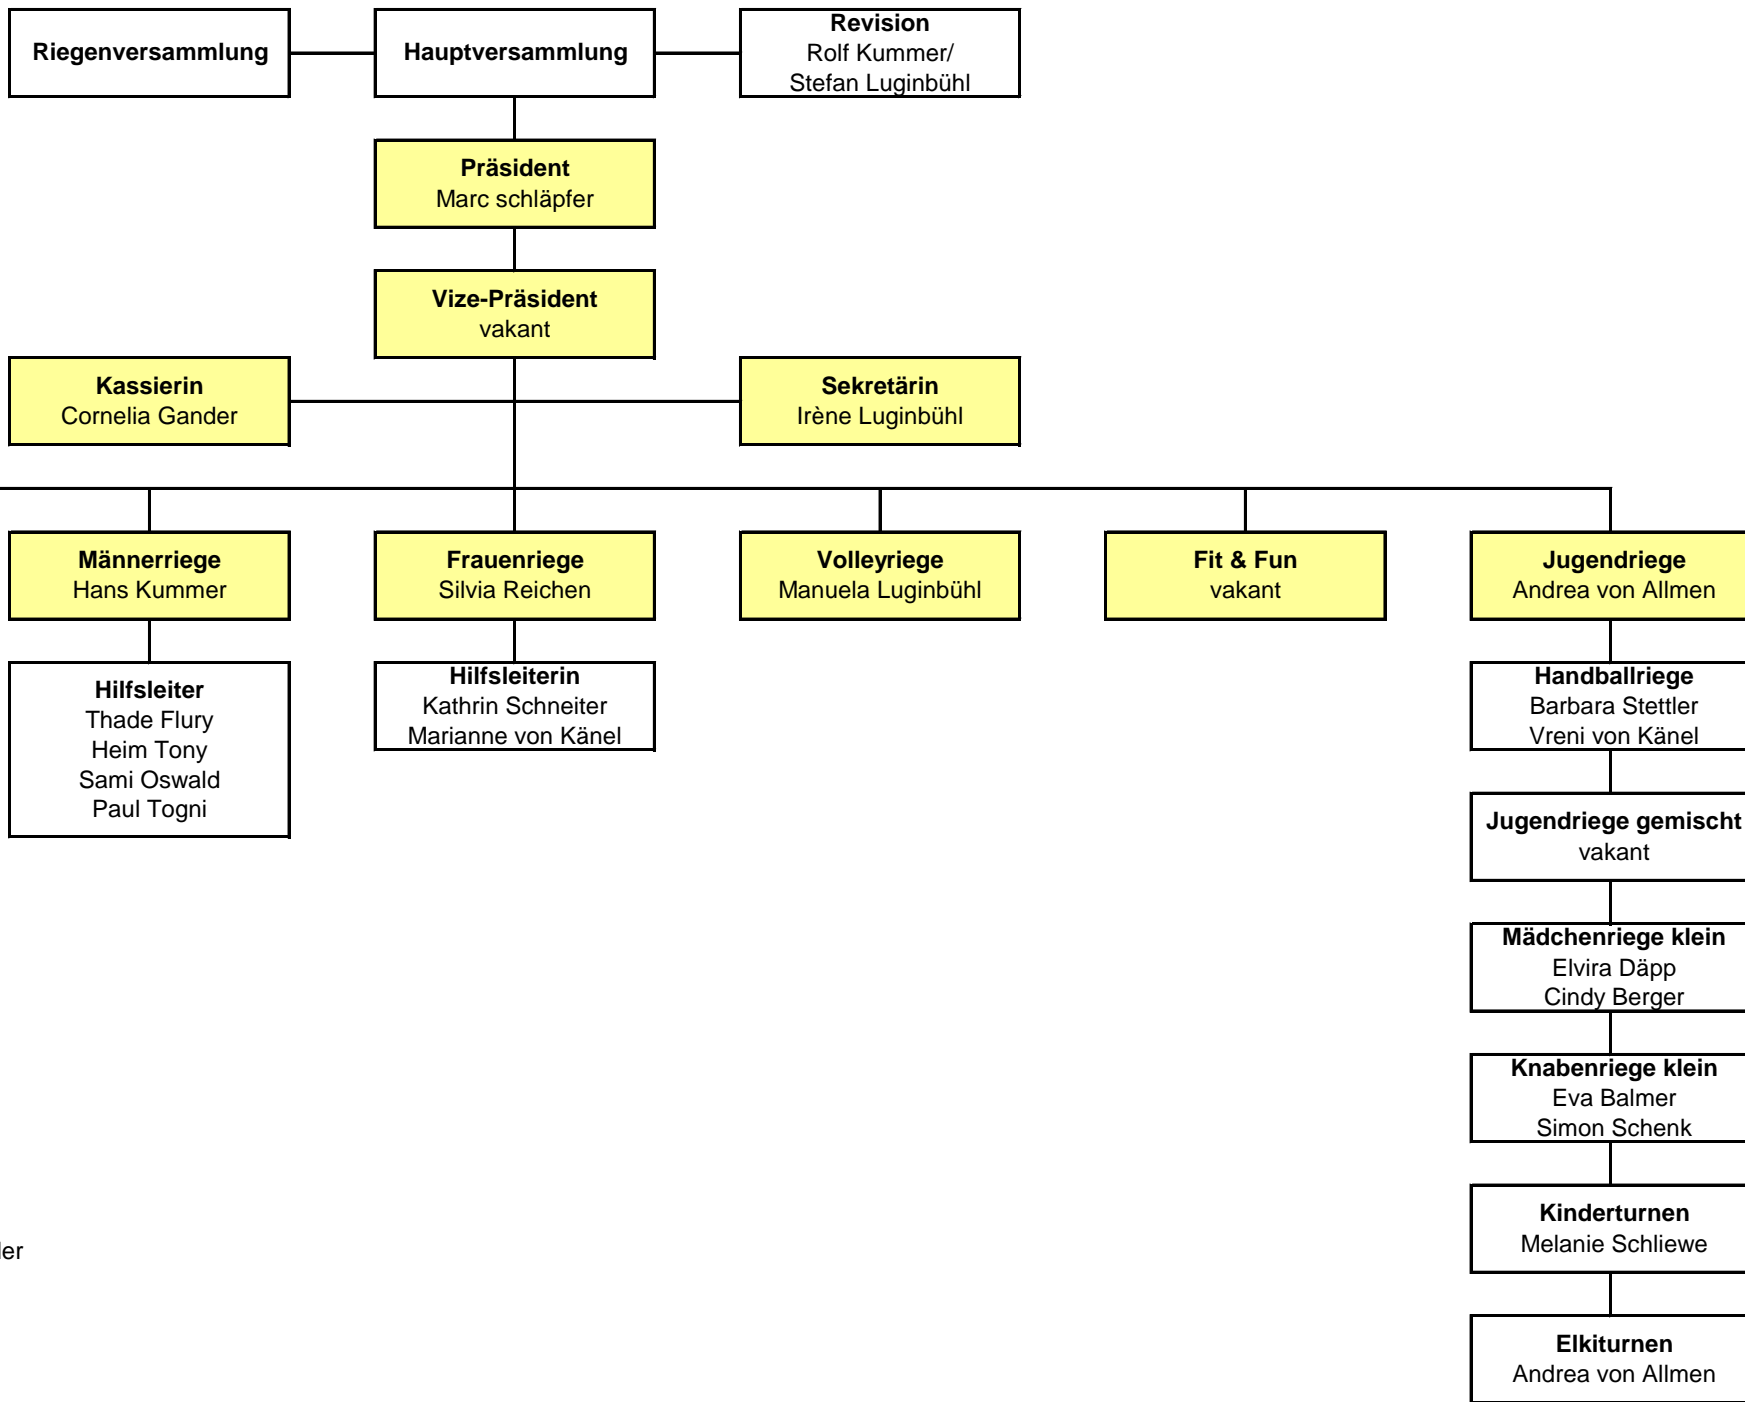 Riegenversammlung
Hauptversammlung
Revision
Rolf Kummer/
Stefan Luginbühl
Präsident
Marc schläpfer
Vize-Präsident
vakant
Kassierin
Cornelia Gander
Sekretärin
Irène Luginbühl
Männerriege
Hans Kummer
Frauenriege
Silvia Reichen
Volleyriege
Manuela Luginbühl
Fit & Fun
vakant
Jugendriege
Andrea von Allmen
Hilfsleiter
Thade Flury
Heim Tony
Sami Oswald
Paul Togni
Hilfsleiterin
Kathrin Schneiter
Marianne von Känel
Handballriege
Barbara Stettler
Vreni von Känel
Jugendriege gemischt
vakant
Mädchenriege klein
Elvira Däpp
Cindy Berger
Knabenriege klein
Eva Balmer
Simon Schenk
Kinderturnen
Melanie Schliewe
Elkiturnen
Andrea von Allmen